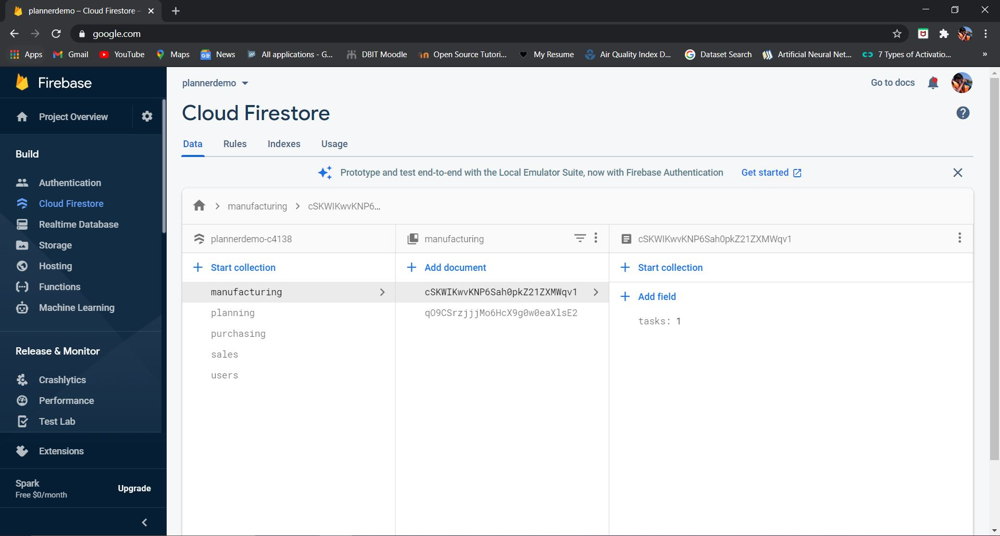 plannerdemo – Cloud Firestore –
google.com
Apps
Gmail
YouTube
Maps
News
All applications - G...
DBIT Moodle
Open Source Tutori...
My Resume
Air Quality Index D...
Dataset Search
Artificial Neural Net...
7 Types of Activatio...
»
Firebase
Project Overview
Build
Authentication
Cloud Firestore
Realtime Database
Storage
Hosting
Functions
Machine Learning
Release & Monitor
Crashlytics
Performance
Test Lab
Extensions
Spark
Free $0/month
Upgrade
plannerdemo
Go to docs
Cloud Firestore
Data
Rules
Indexes
Usage
Prototype and test end-to-end with the Local Emulator Suite, now with Firebase Authentication
Get started
manufacturing
cSKWIKwvKNP6...
plannerdemo-c4138
Start collection
manufacturing
planning
purchasing
sales
users
manufacturing
Add document
cSKWIKwvKNP6Sah0pkZ21ZXMWqv1
qO9CSrzjjjMo6HcX9g0w0eaXlsE2
cSKWIKwvKNP6Sah0pkZ21ZXMWqv1
Start collection
Add field
tasks: 1